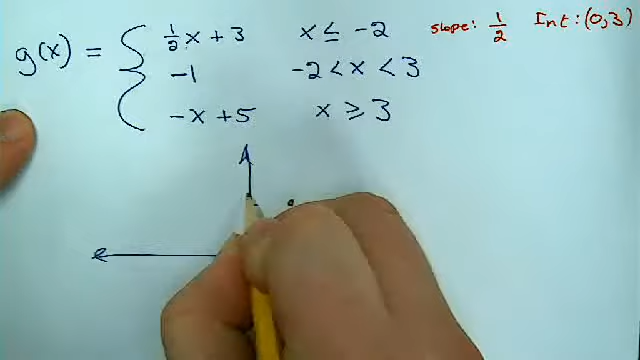 g(x) = { ½x + 3 x ≤ -2 slope: 1/2 Int: (0,3)
-1 -2 < x < 3
-x + 5 x ≥ 3